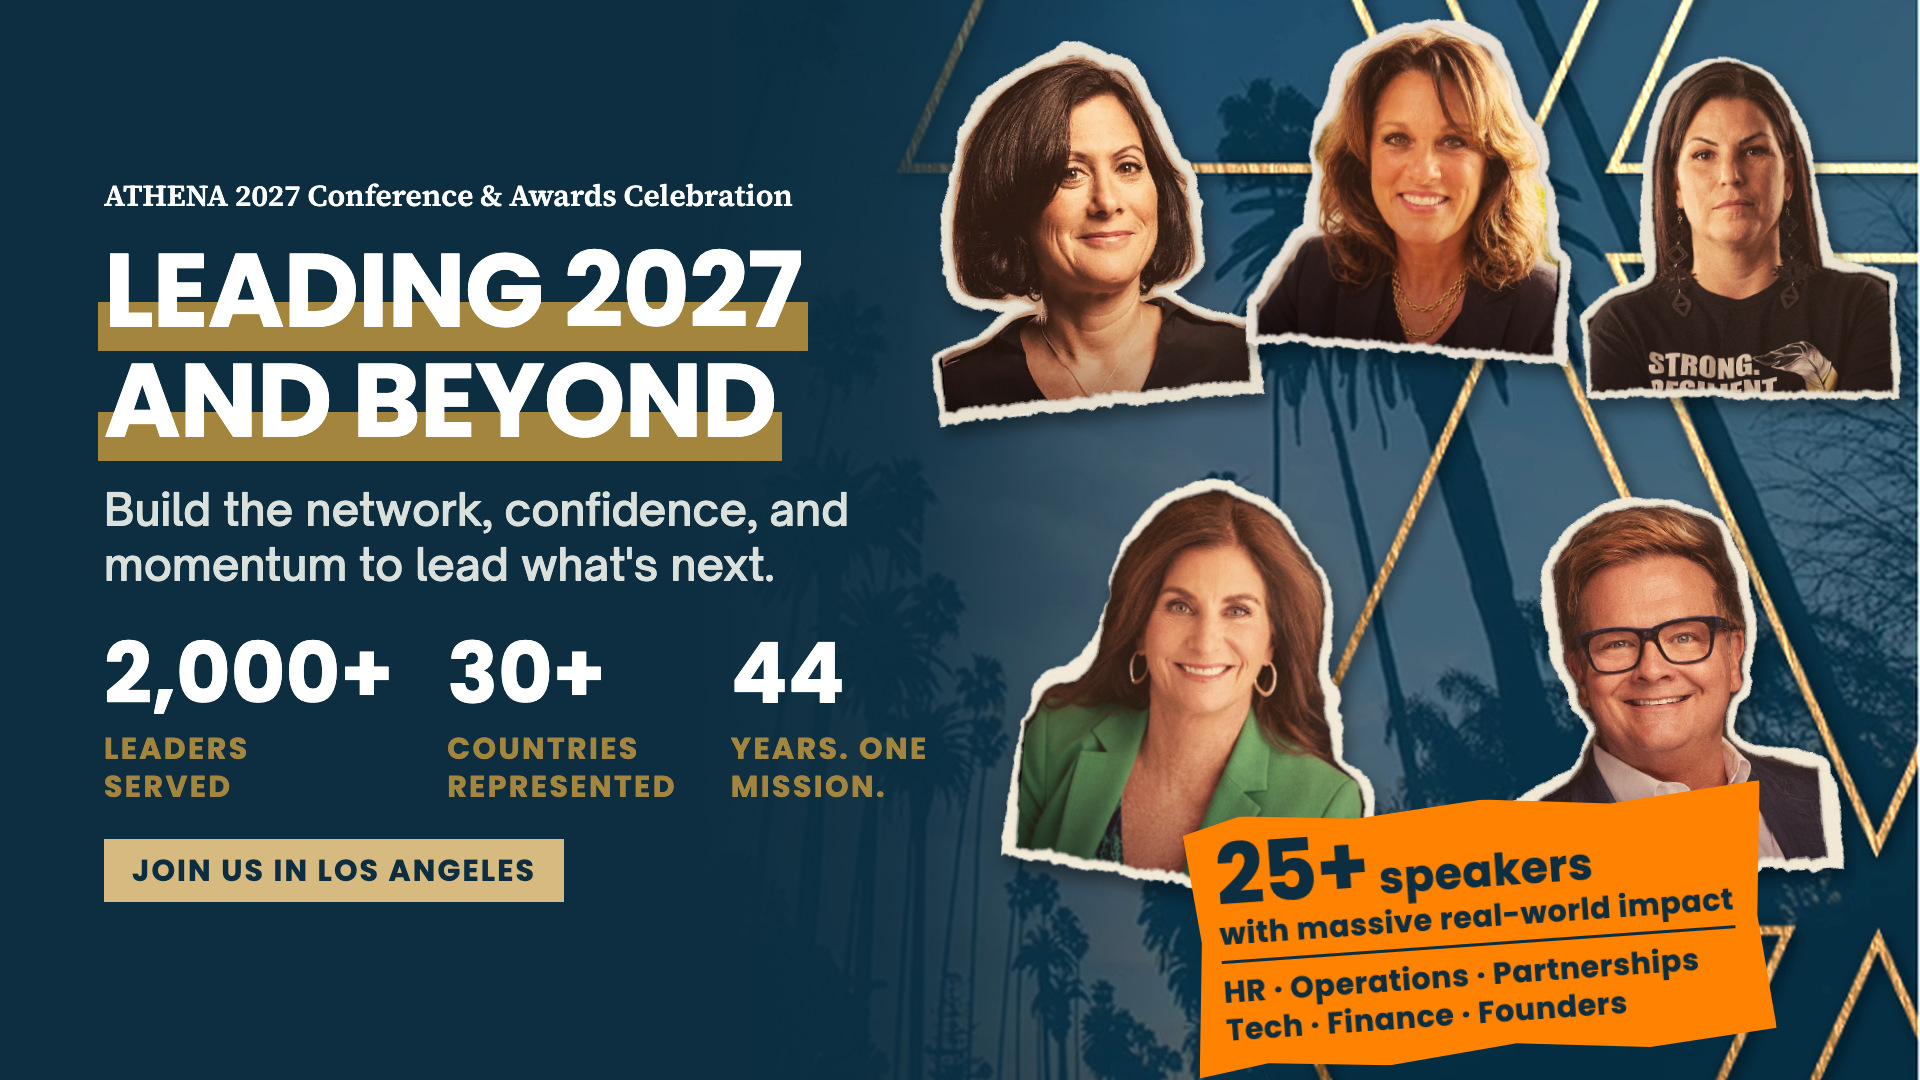 ATHENA 2027 Conference & Awards Celebration
LEADING 2027
AND BEYOND
Build the network, confidence, and
momentum to lead what's next.
2,000+
LEADERS
SERVED
30+
COUNTRIES
REPRESENTED
44
YEARS. ONE
MISSION.
JOIN US IN LOS ANGELES
STRONG.
RESILIENT
25+ speakers
with massive real-world impact
HR · Operations · Partnerships
Tech · Finance · Founders